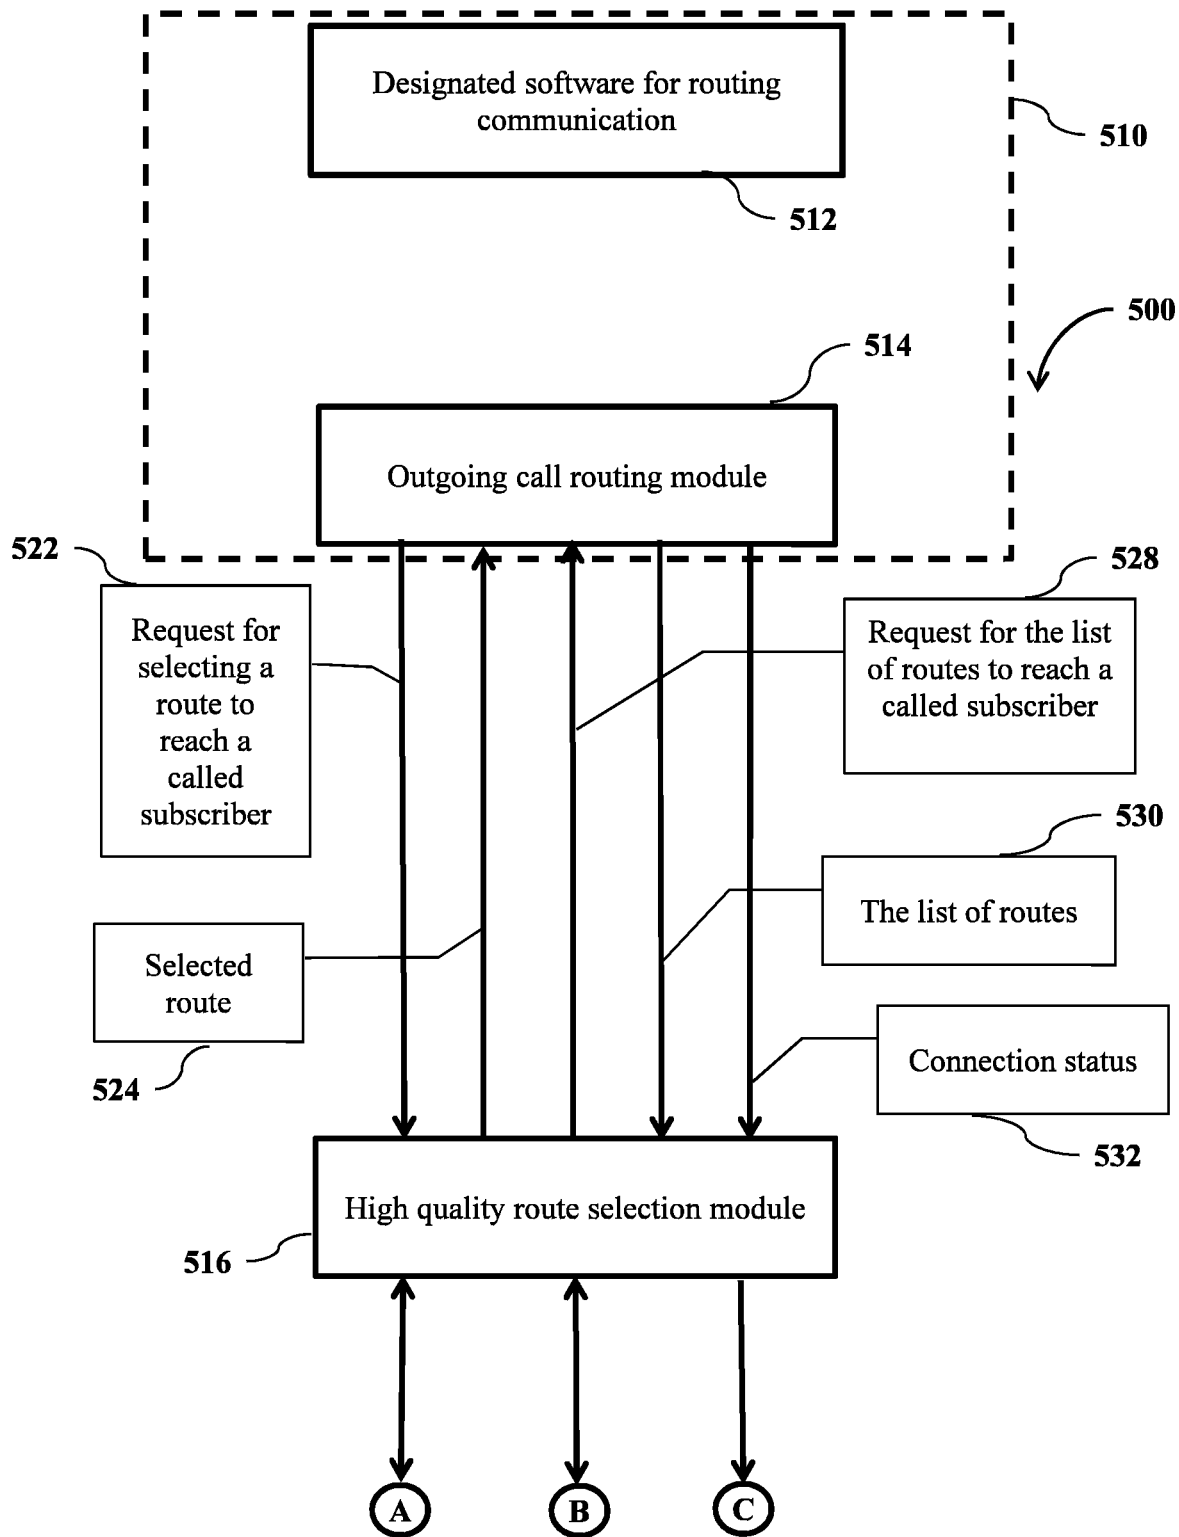 Designated software for routing
communication
510
512
500
514
Outgoing call routing module
522
528
Request for
selecting a
route to
reach a
called
subscriber
Request for the list
of routes to reach a
called subscriber
530
The list of routes
Selected
route
524
Connection status
532
High quality route selection module
516
A
B
C